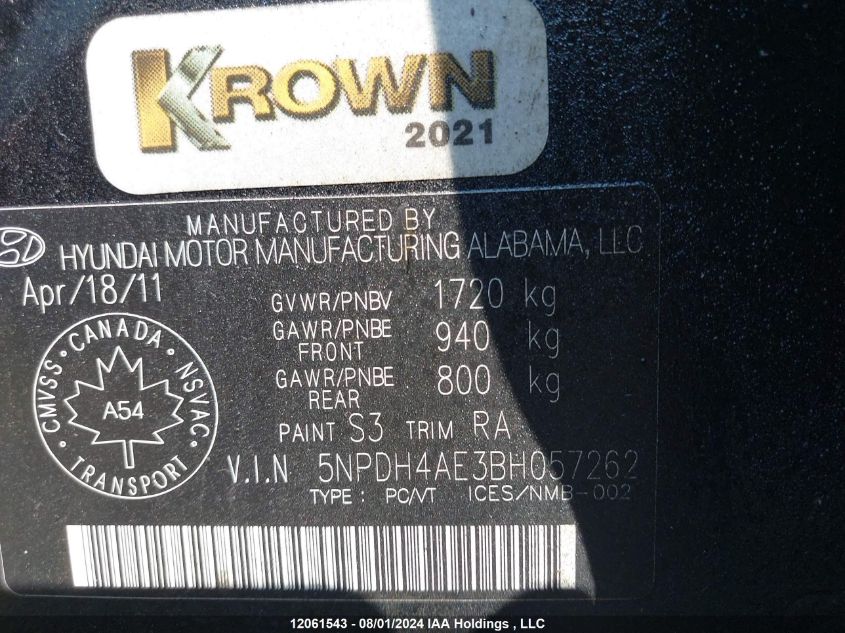 KROWN
2021
MANUFACTURED BY
HYUNDAI MOTOR MANUFACTURING ALABAMA, LLC
Apr/18/11
GVWR/PNBV 1720 kg
GAWR/PNBE FRONT 940 kg
GAWR/PNBE REAR 800 kg
CMVSS • CANADA • NSVAC • TRANSPORT •
A54
PAINT S3 TRIM RA
V.I.N 5NPDH4AE3BH057262
TYPE : PC/VT ICES/NMB-002
12061543 - 08/01/2024 IAA Holdings , LLC